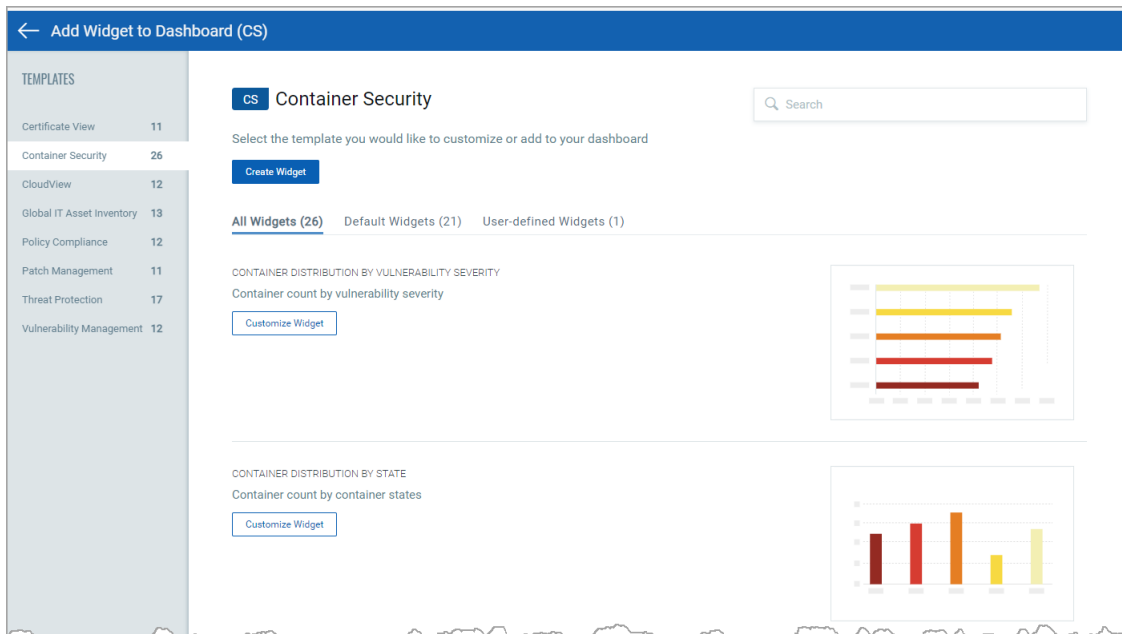 Add Widget to Dashboard (CS)
TEMPLATES
Certificate View 11
Container Security 26
CloudView 12
Global IT Asset Inventory 13
Policy Compliance 12
Patch Management 11
Threat Protection 17
Vulnerability Management 12
CS Container Security
Search
Select the template you would like to customize or add to your dashboard
Create Widget
All Widgets (26) Default Widgets (21) User-defined Widgets (1)
CONTAINER DISTRIBUTION BY VULNERABILITY SEVERITY
Container count by vulnerability severity
Customize Widget
CONTAINER DISTRIBUTION BY STATE
Container count by container states
Customize Widget